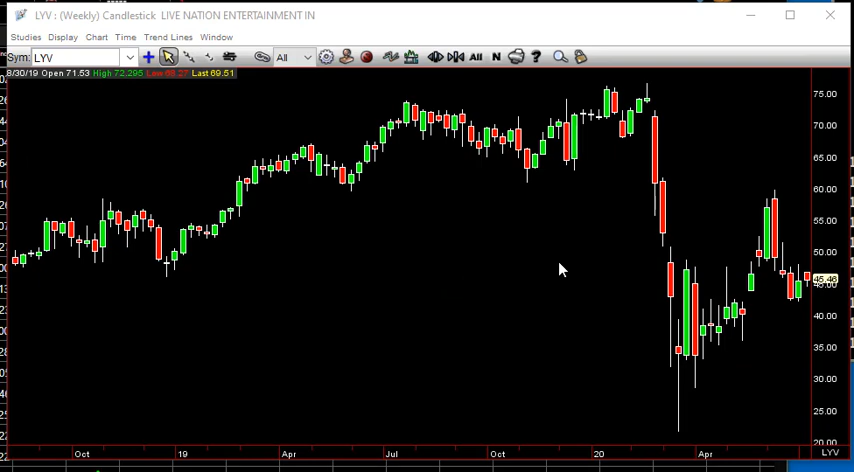 LYV : (Weekly) Candlestick LIVE NATION ENTERTAINMENT IN
Studies Display Chart Time Trend Lines Window
Sym: LYV All All N ?
8/30/19 Open 71.53 High 72.295 Low 68.27 Last 69.51
75.00
70.00
65.00
60.00
55.00
50.00
45.46
45.00
40.00
35.00
30.00
25.00
20.00
Oct 19 Apr Jul Oct 20 Apr LYV